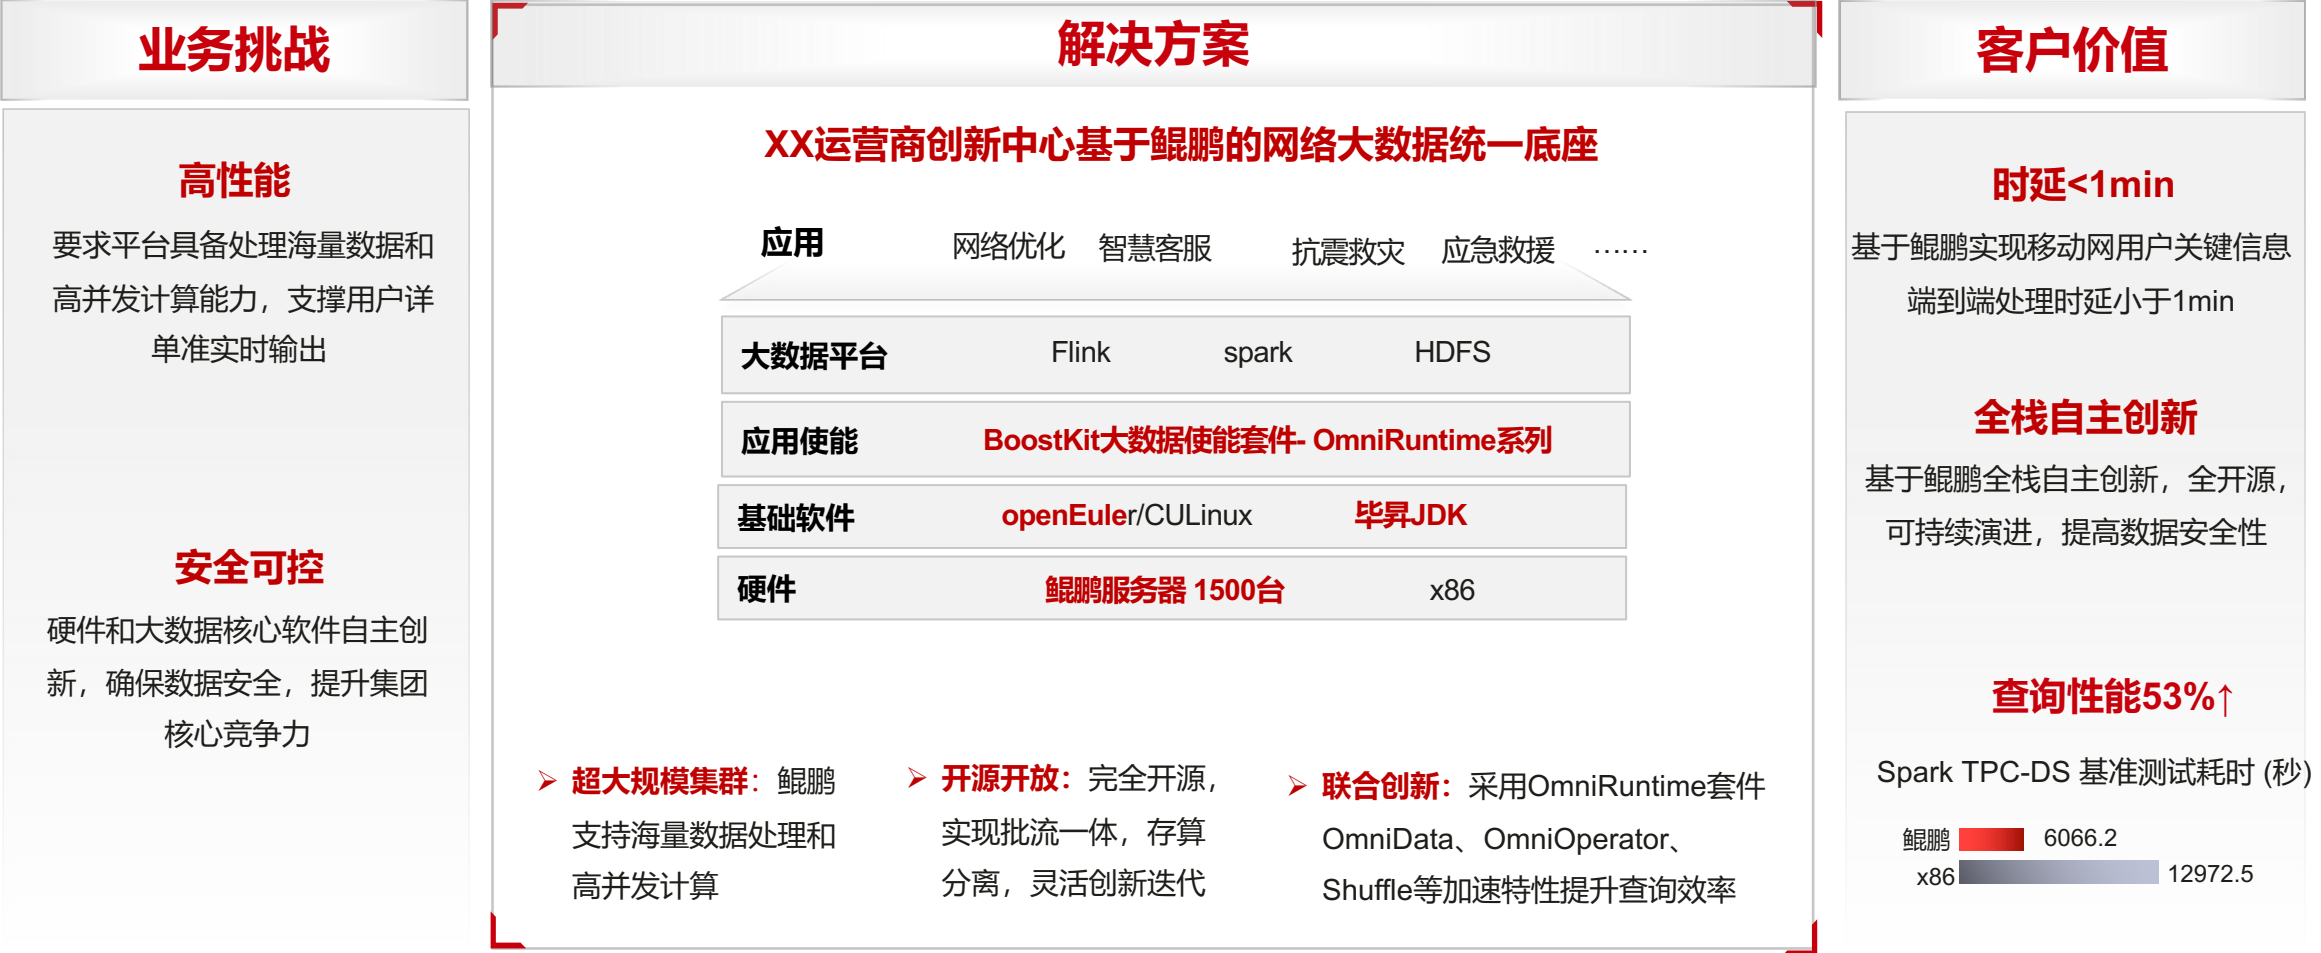 业务挑战
高性能
要求平台具备处理海量数据和
高并发计算能力，支撑用户详
单准实时输出
安全可控
硬件和大数据核心软件自主创
新，确保数据安全，提升集团
核心竞争力
解决方案
XX运营商创新中心基于鲲鹏的网络大数据统一底座
应用 网络优化 智慧客服 抗震救灾 应急救援 ……
大数据平台 Flink spark HDFS
应用使能 BoostKit大数据使能套件- OmniRuntime系列
基础软件 openEuler/CULinux 毕昇JDK
硬件 鲲鹏服务器 1500台 x86
➢ 超大规模集群：鲲鹏
支持海量数据处理和
高并发计算
➢ 开源开放：完全开源，
实现批流一体，存算
分离，灵活创新迭代
➢ 联合创新：采用OmniRuntime套件
OmniData、OmniOperator、
Shuffle等加速特性提升查询效率
客户价值
时延<1min
基于鲲鹏实现移动网用户关键信息
端到端处理时延小于1min
全栈自主创新
基于鲲鹏全栈自主创新，全开源，
可持续演进，提高数据安全性
查询性能53%↑
Spark TPC-DS 基准测试耗时 (秒)
鲲鹏 6066.2
x86 12972.5